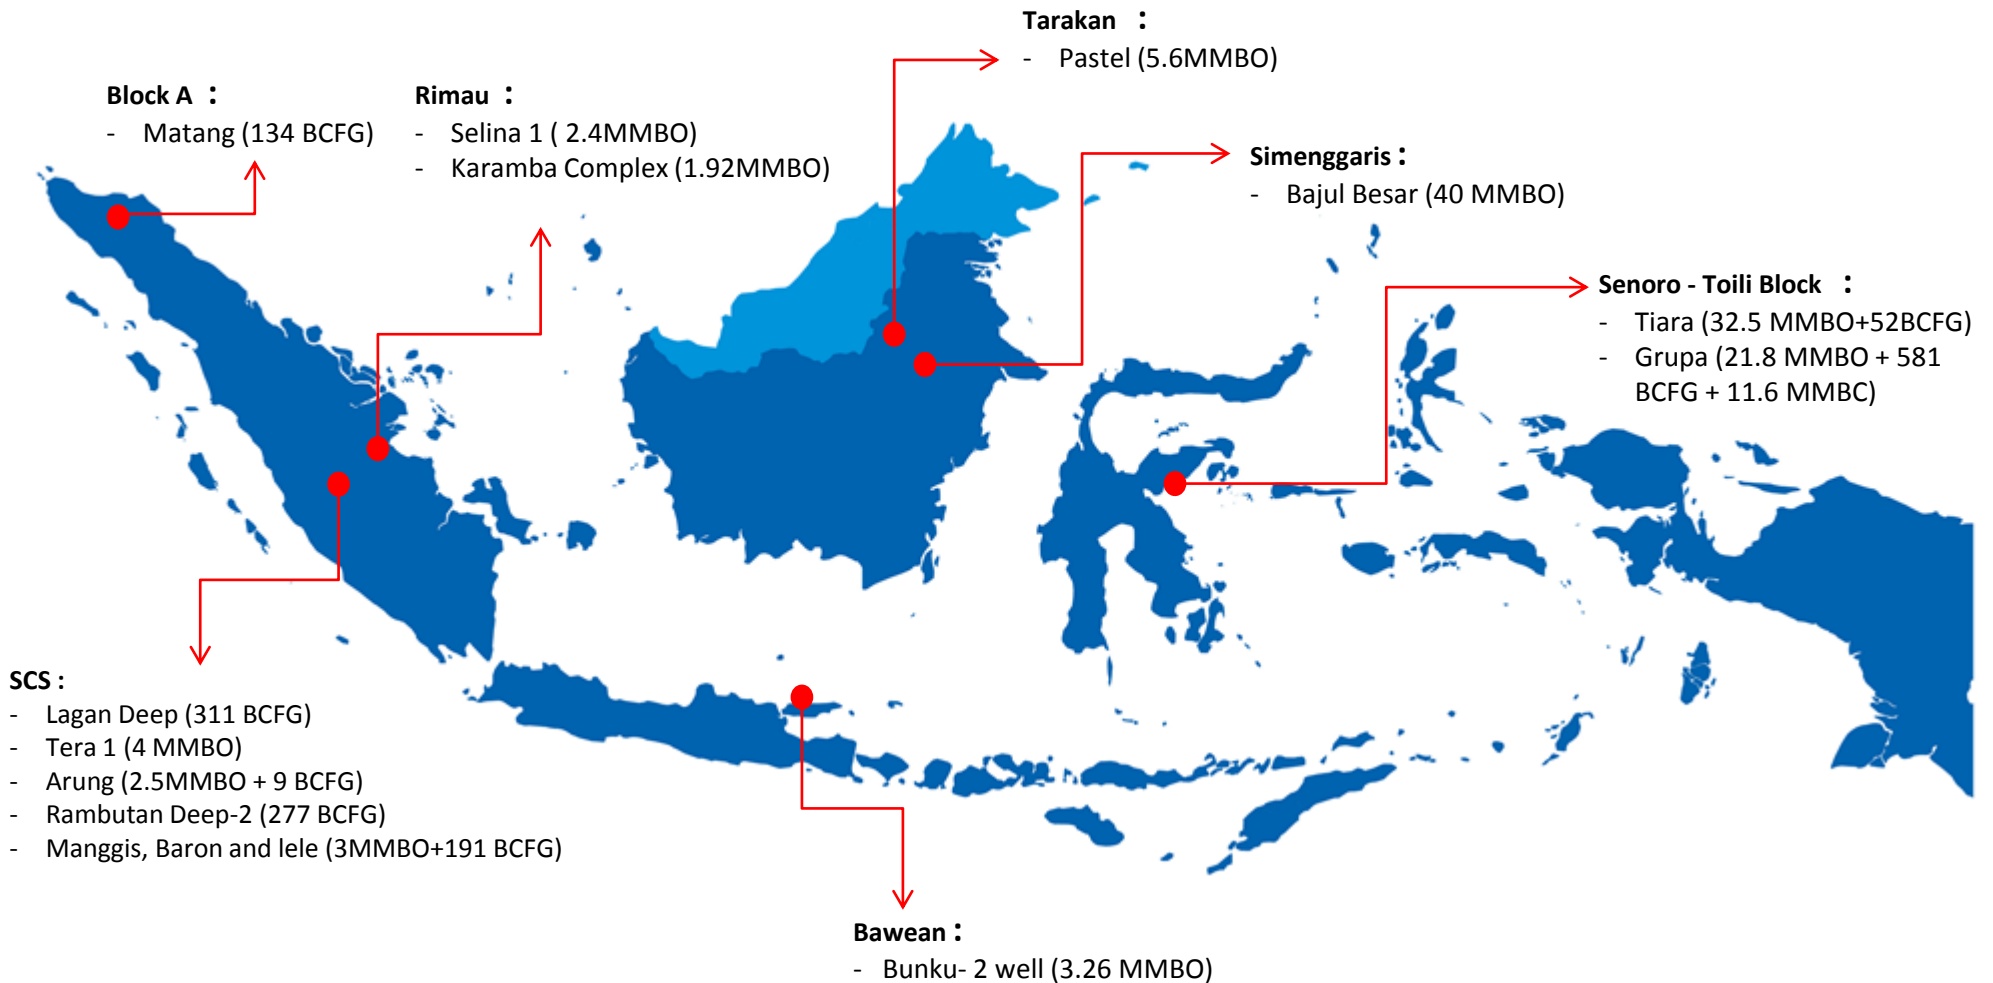 Tarakan :
- Pastel (5.6MMBO)
Block A :
- Matang (134 BCFG)
Rimau :
- Selina 1 ( 2.4MMBO)
- Karamba Complex (1.92MMBO)
Simenggaris :
- Bajul Besar (40 MMBO)
Senoro - Toili Block :
- Tiara (32.5 MMBO+52BCFG)
- Grupa (21.8 MMBO + 581
BCFG + 11.6 MMBC)
SCS :
- Lagan Deep (311 BCFG)
- Tera 1 (4 MMBO)
- Arung (2.5MMBO + 9 BCFG)
- Rambutan Deep-2 (277 BCFG)
- Manggis, Baron and lele (3MMBO+191 BCFG)
Bawean :
- Bunku- 2 well (3.26 MMBO)